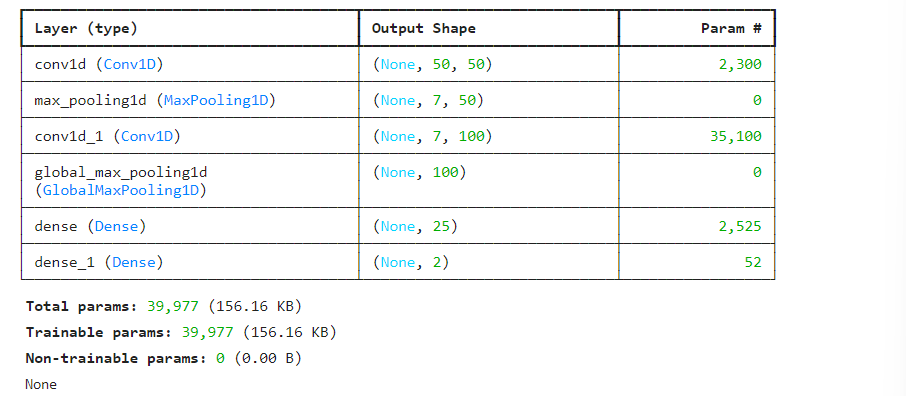 Layer (type) Output Shape Param #
conv1d (Conv1D) (None, 50, 50) 2,300
max_pooling1d (MaxPooling1D) (None, 7, 50) 0
conv1d_1 (Conv1D) (None, 7, 100) 35,100
global_max_pooling1d (None, 100) 0
(GlobalMaxPooling1D)
dense (Dense) (None, 25) 2,525
dense_1 (Dense) (None, 2) 52
Total params: 39,977 (156.16 KB)
Trainable params: 39,977 (156.16 KB)
Non-trainable params: 0 (0.00 B)
None